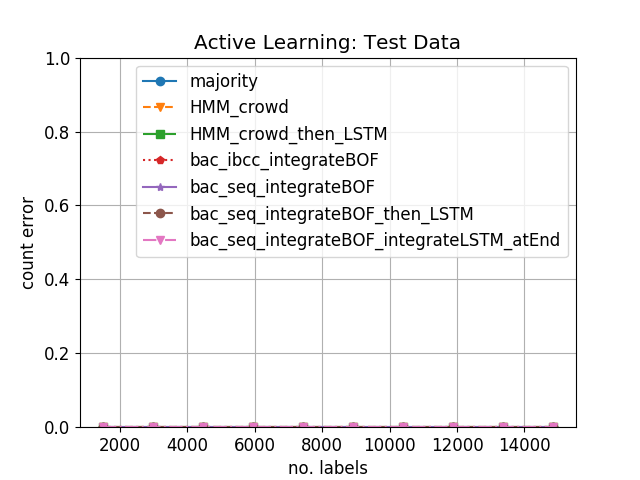 Active Learning: Test Data
1.0
0.8
0.6
0.4
0.2
0.0
count error
majority
HMM_crowd
HMM_crowd_then_LSTM
bac_ibcc_integrateBOF
bac_seq_integrateBOF
bac_seq_integrateBOF_then_LSTM
bac_seq_integrateBOF_integrateLSTM_atEnd
2000 4000 6000 8000 10000 12000 14000
no. labels